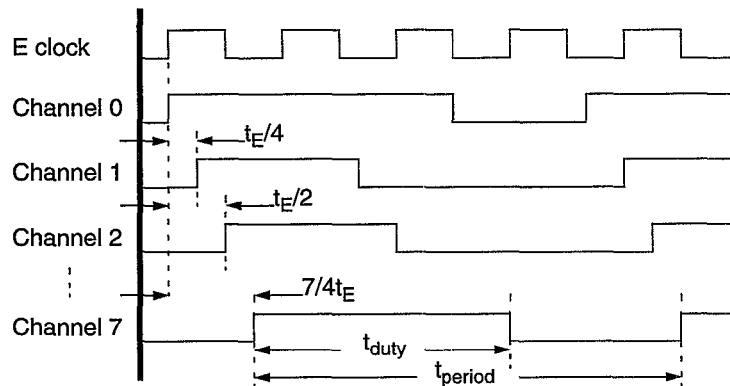 E clock
Channel 0
t_E/4
Channel 1
t_E/2
Channel 2
7/4t_E
Channel 7
t_duty
t_period